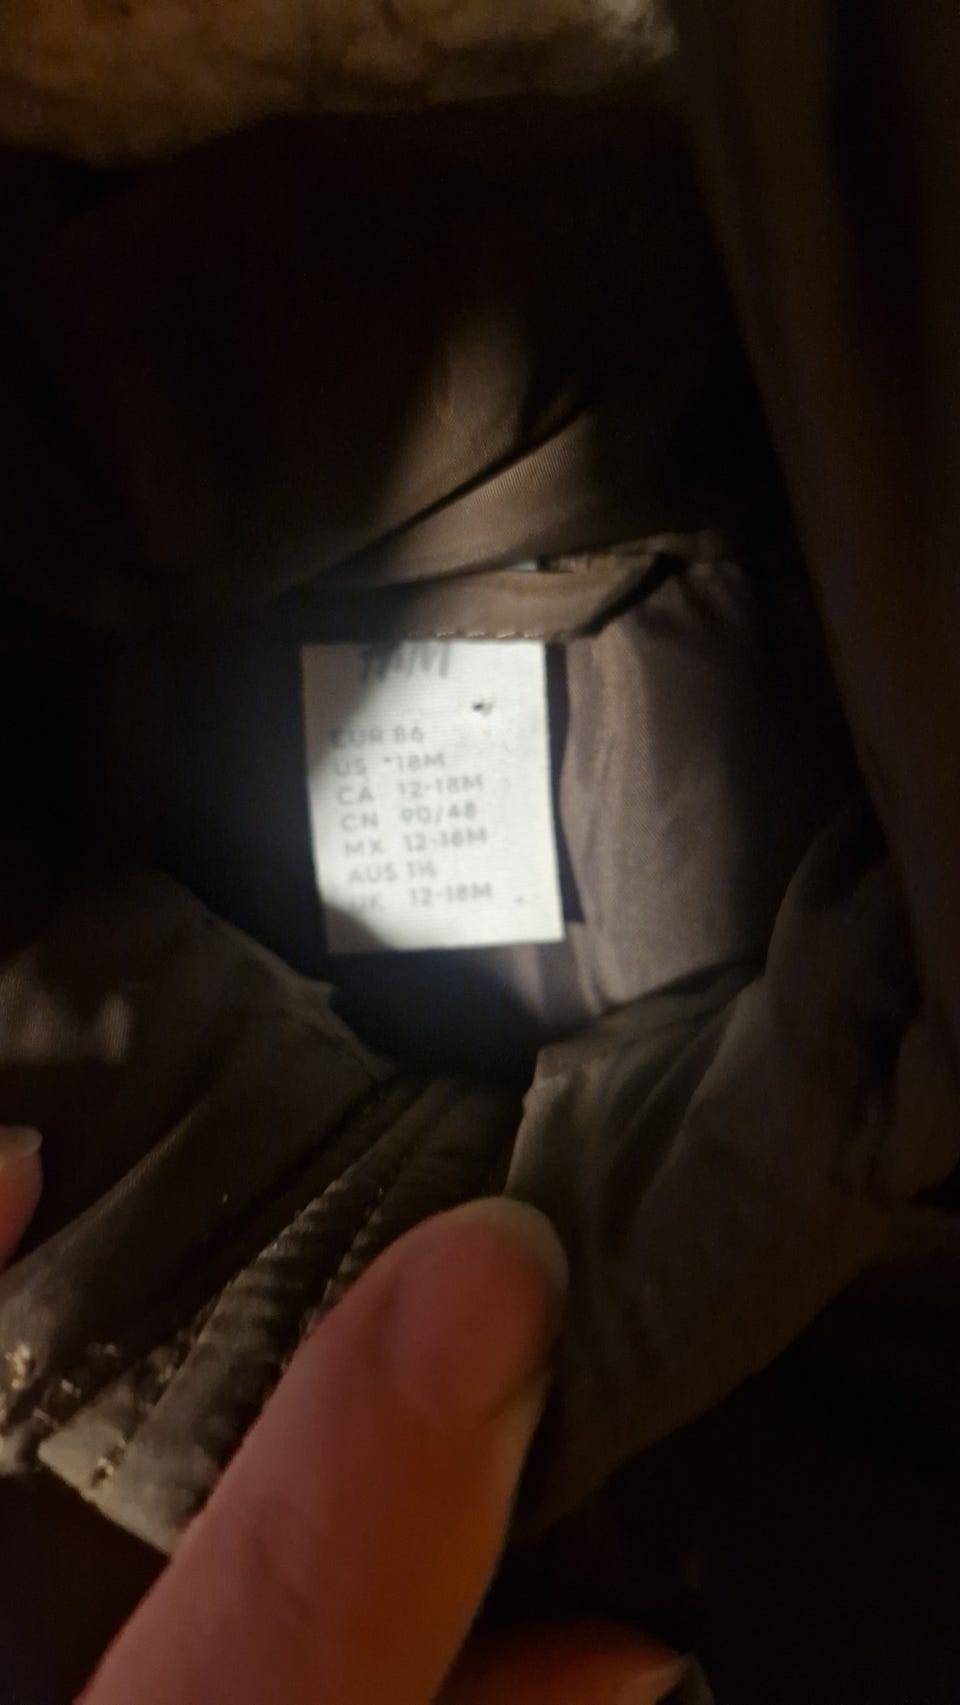 H&M
EUR 86
US 18M
CA 12-18M
CN 90/48
MX 12-18M
AUS 1½
UK 12-18M